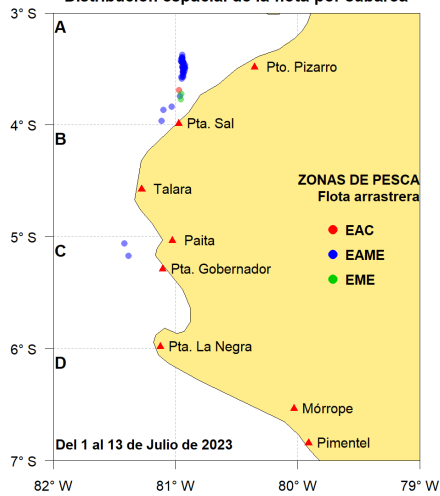 Distribución espacial de la flota por subárea
3° S
A
Pto. Pizarro
4° S
Pta. Sal
B
ZONAS DE PESCA
Talara
Flota arrastrera
EAC
5° S
Paita
C
EAME
Pta. Gobernador
EME
6° S
Pta. La Negra
D
Mórrope
Del 1 al 13 de Julio de 2023
Pimentel
7° S
82° W
81° W
80° W
79° W